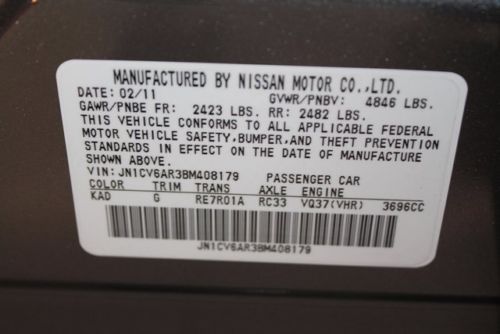 MANUFACTURED BY NISSAN MOTOR CO.,LTD.
DATE: 02/11 GVWR/PNBV: 4846 LBS.
GAWR/PNBE FR: 2423 LBS. RR: 2482 LBS.
THIS VEHICLE CONFORMS TO ALL APPLICABLE FEDERAL
MOTOR VEHICLE SAFETY,BUMPER,AND THEFT PREVENTION
STANDARDS IN EFFECT ON THE DATE OF MANUFACTURE
SHOWN ABOVE.
VIN: JN1CV6AR3BM408179 PASSENGER CAR
COLOR TRIM TRANS AXLE ENGINE
KAD G RE7R01A RC33 VQ37(VHR) 3696CC
JN1CV6AR3BM408179